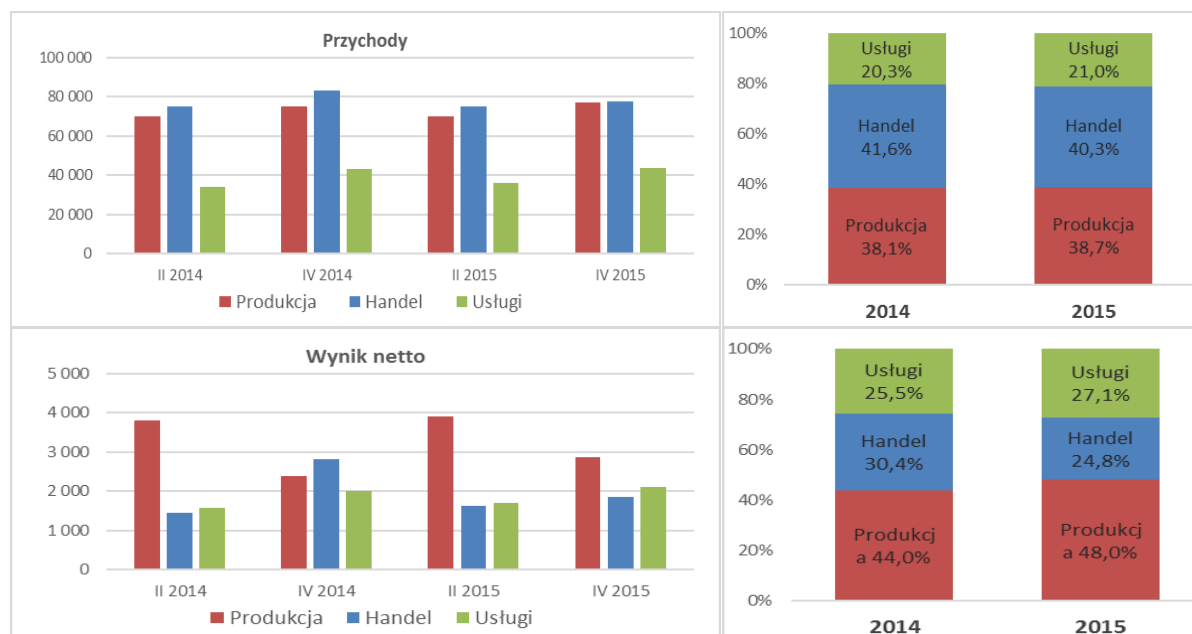 Przychody
100 000
80 000
60 000
40 000
20 000
0
II 2014 IV 2014 II 2015 IV 2015
Produkcja Handel Usługi
100%
80%
60%
40%
20%
0%
Usługi Usługi
20,3% 21,0%
Handel Handel
41,6% 40,3%
Produkcja Produkcja
38,1% 38,7%
2014 2015
Wynik netto
5 000
4 000
3 000
2 000
1 000
0
II 2014 IV 2014 II 2015 IV 2015
Produkcja Handel Usługi
100%
80%
60%
40%
20%
0%
Usługi Usługi
25,5% 27,1%
Handel Handel
30,4% 24,8%
Produkcj Produkcj
a 44,0% a 48,0%
2014 2015